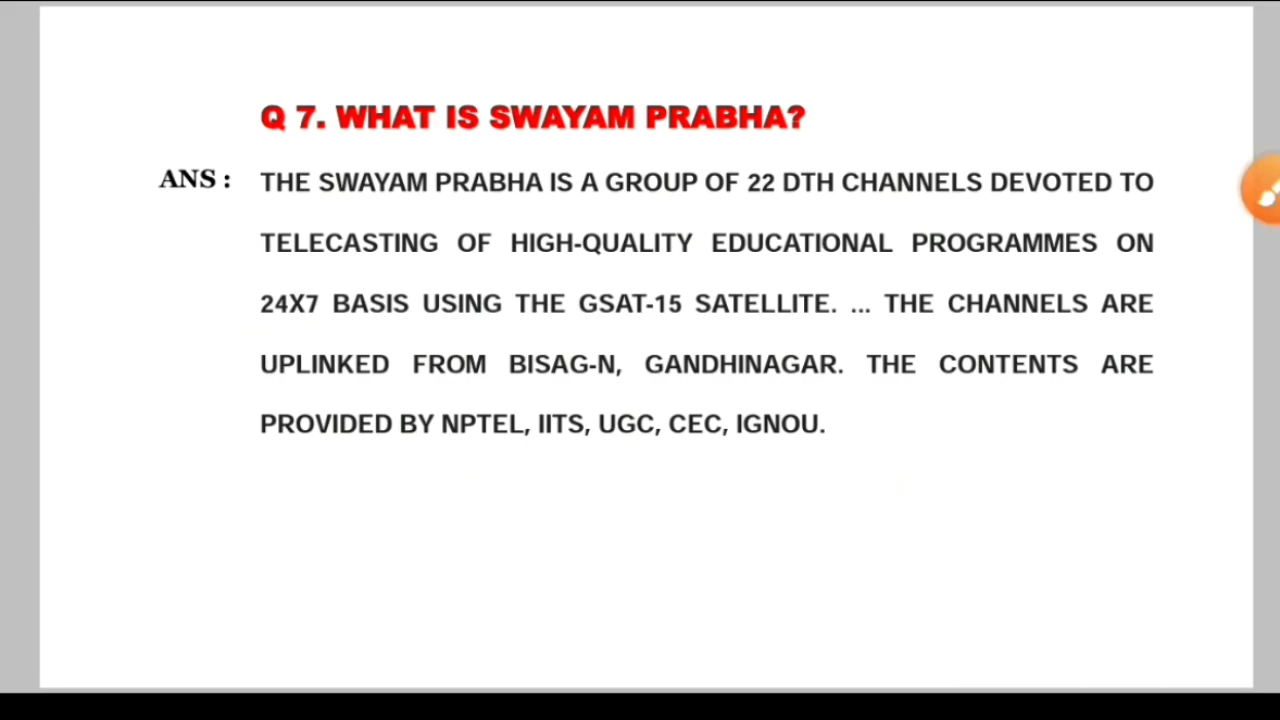 Q 7. WHAT IS SWAYAM PRABHA?
ANS : THE SWAYAM PRABHA IS A GROUP OF 22 DTH CHANNELS DEVOTED TO
TELECASTING OF HIGH-QUALITY EDUCATIONAL PROGRAMMES ON
24X7 BASIS USING THE GSAT-15 SATELLITE. ... THE CHANNELS ARE
UPLINKED FROM BISAG-N, GANDHINAGAR. THE CONTENTS ARE
PROVIDED BY NPTEL, IITS, UGC, CEC, IGNOU.